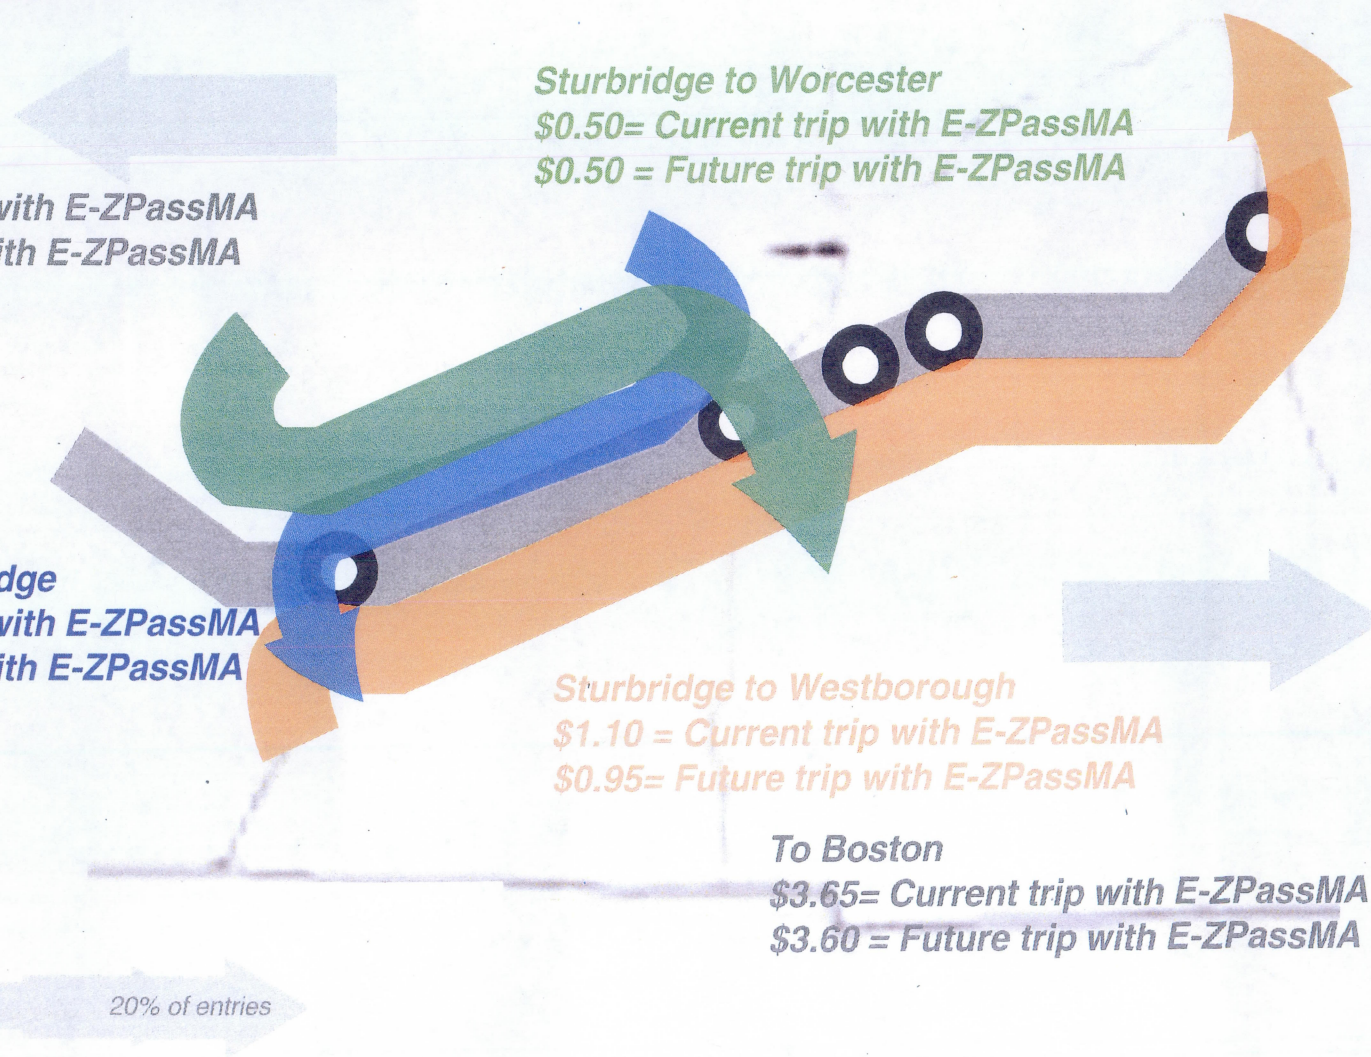 Sturbridge to Worcester
$0.50= Current trip with E-ZPassMA
$0.50 = Future trip with E-ZPassMA
with E-ZPassMA
ith E-ZPassMA
dge
with E-ZPassMA
ith E-ZPassMA
Sturbridge to Westborough
$1.10 = Current trip with E-ZPassMA
$0.95= Future trip with E-ZPassMA
To Boston
$3.65= Current trip with E-ZPassMA
$3.60 = Future trip with E-ZPassMA
20% of entries